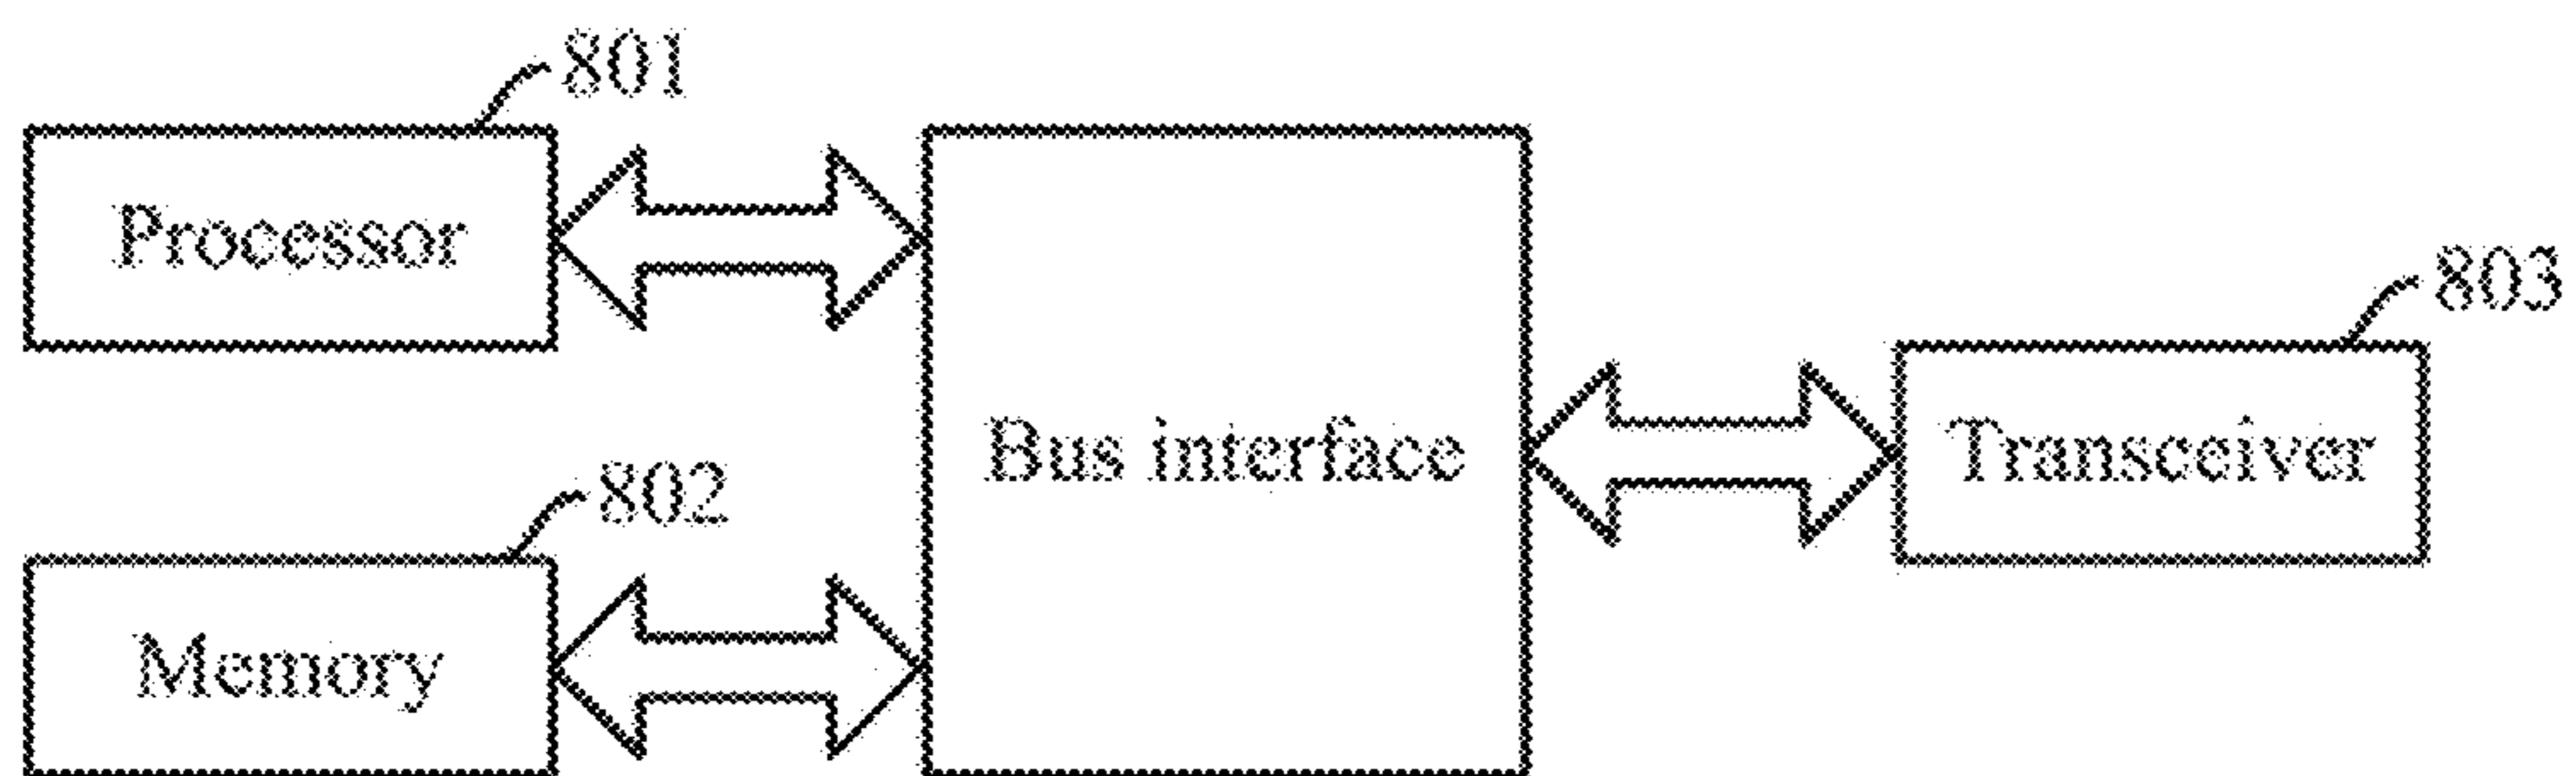 801
Processor
803
Bus interface
Transceiver
802
Memory